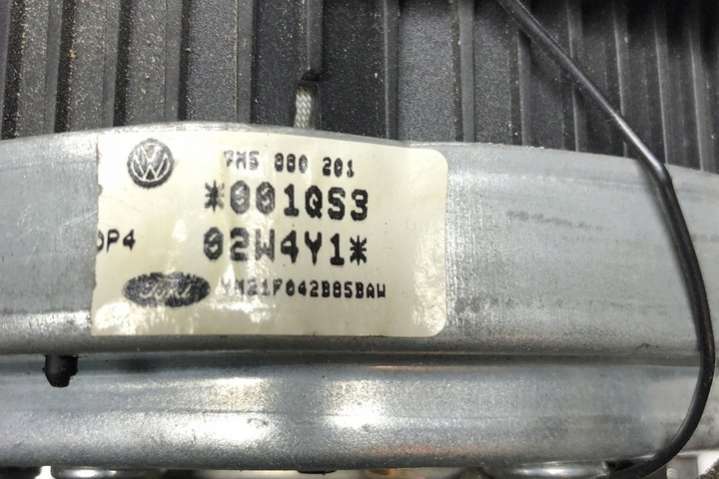 7M5 880 201
*001QS3
02W4Y1*
DP4
YM21F042B85BAW